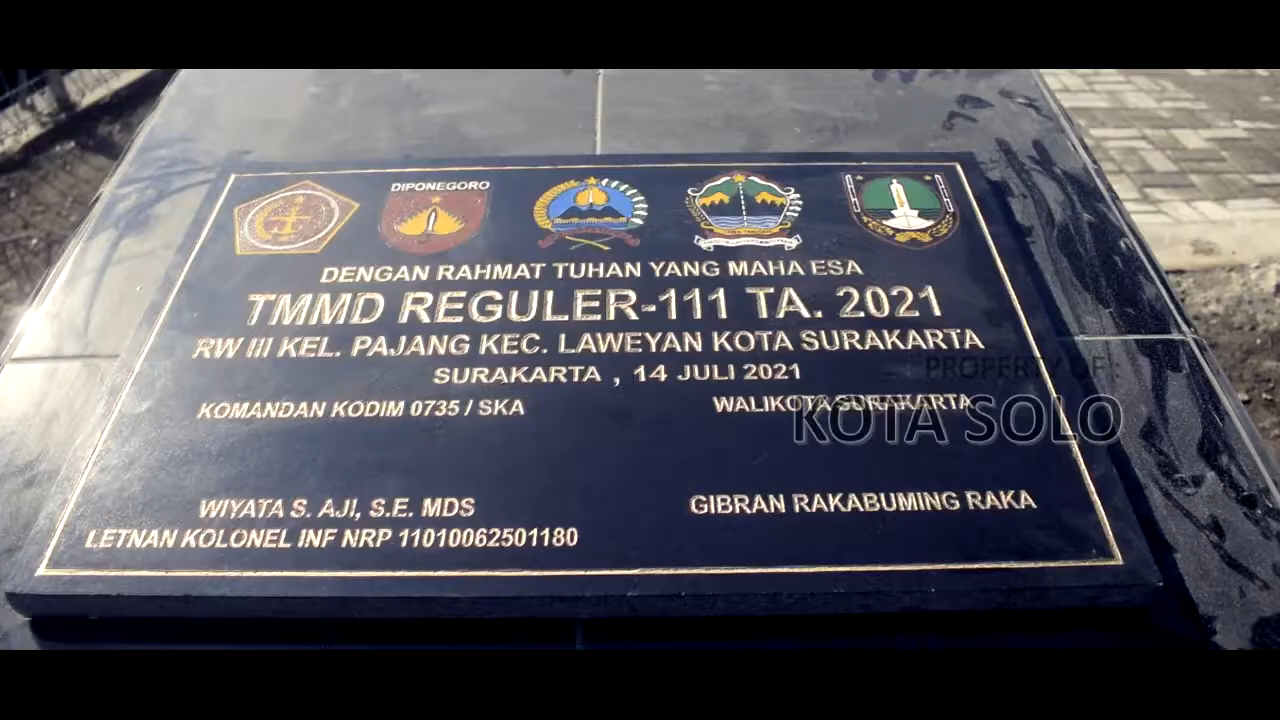 DIPONEGORO
DENGAN RAHMAT TUHAN YANG MAHA ESA
TMMD REGULER-111 TA. 2021
RW III KEL. PAJANG KEC. LAWEYAN KOTA SURAKARTA
SURAKARTA , 14 JULI 2021
KOMANDAN KODIM 0735 / SKA
WALIKOTA SURAKARTA
PROPERTY OF :
KOTA SOLO
WIYATA S. AJI, S.E. MDS
LETNAN KOLONEL INF NRP 11010062501180
GIBRAN RAKABUMING RAKA